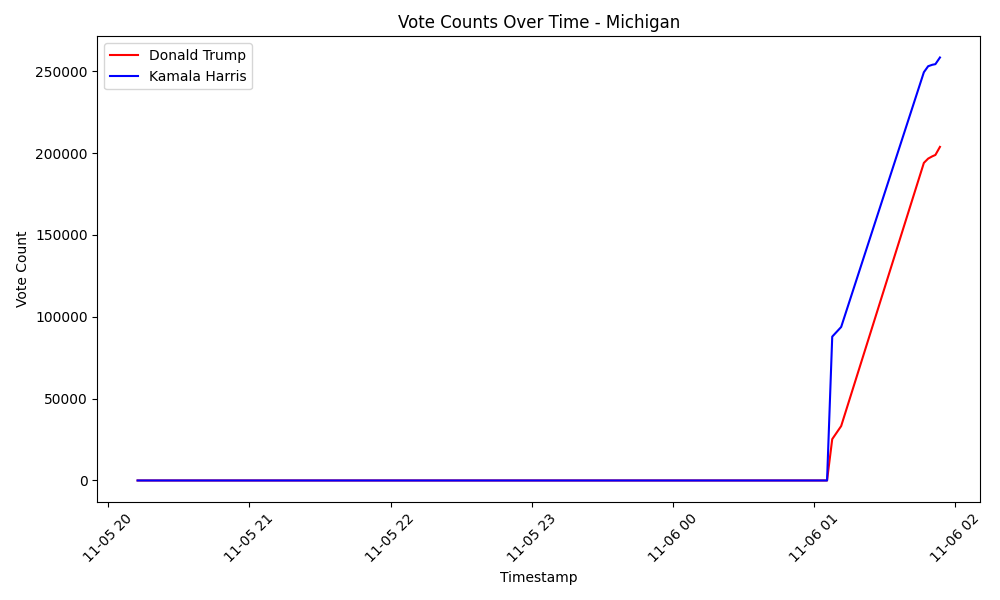 Vote Counts Over Time - Michigan
Donald Trump
Kamala Harris
Vote Count
250000
200000
150000
100000
50000
0
11-05 20
11-05 21
11-05 22
11-05 23
11-06 00
11-06 01
11-06 02
Timestamp